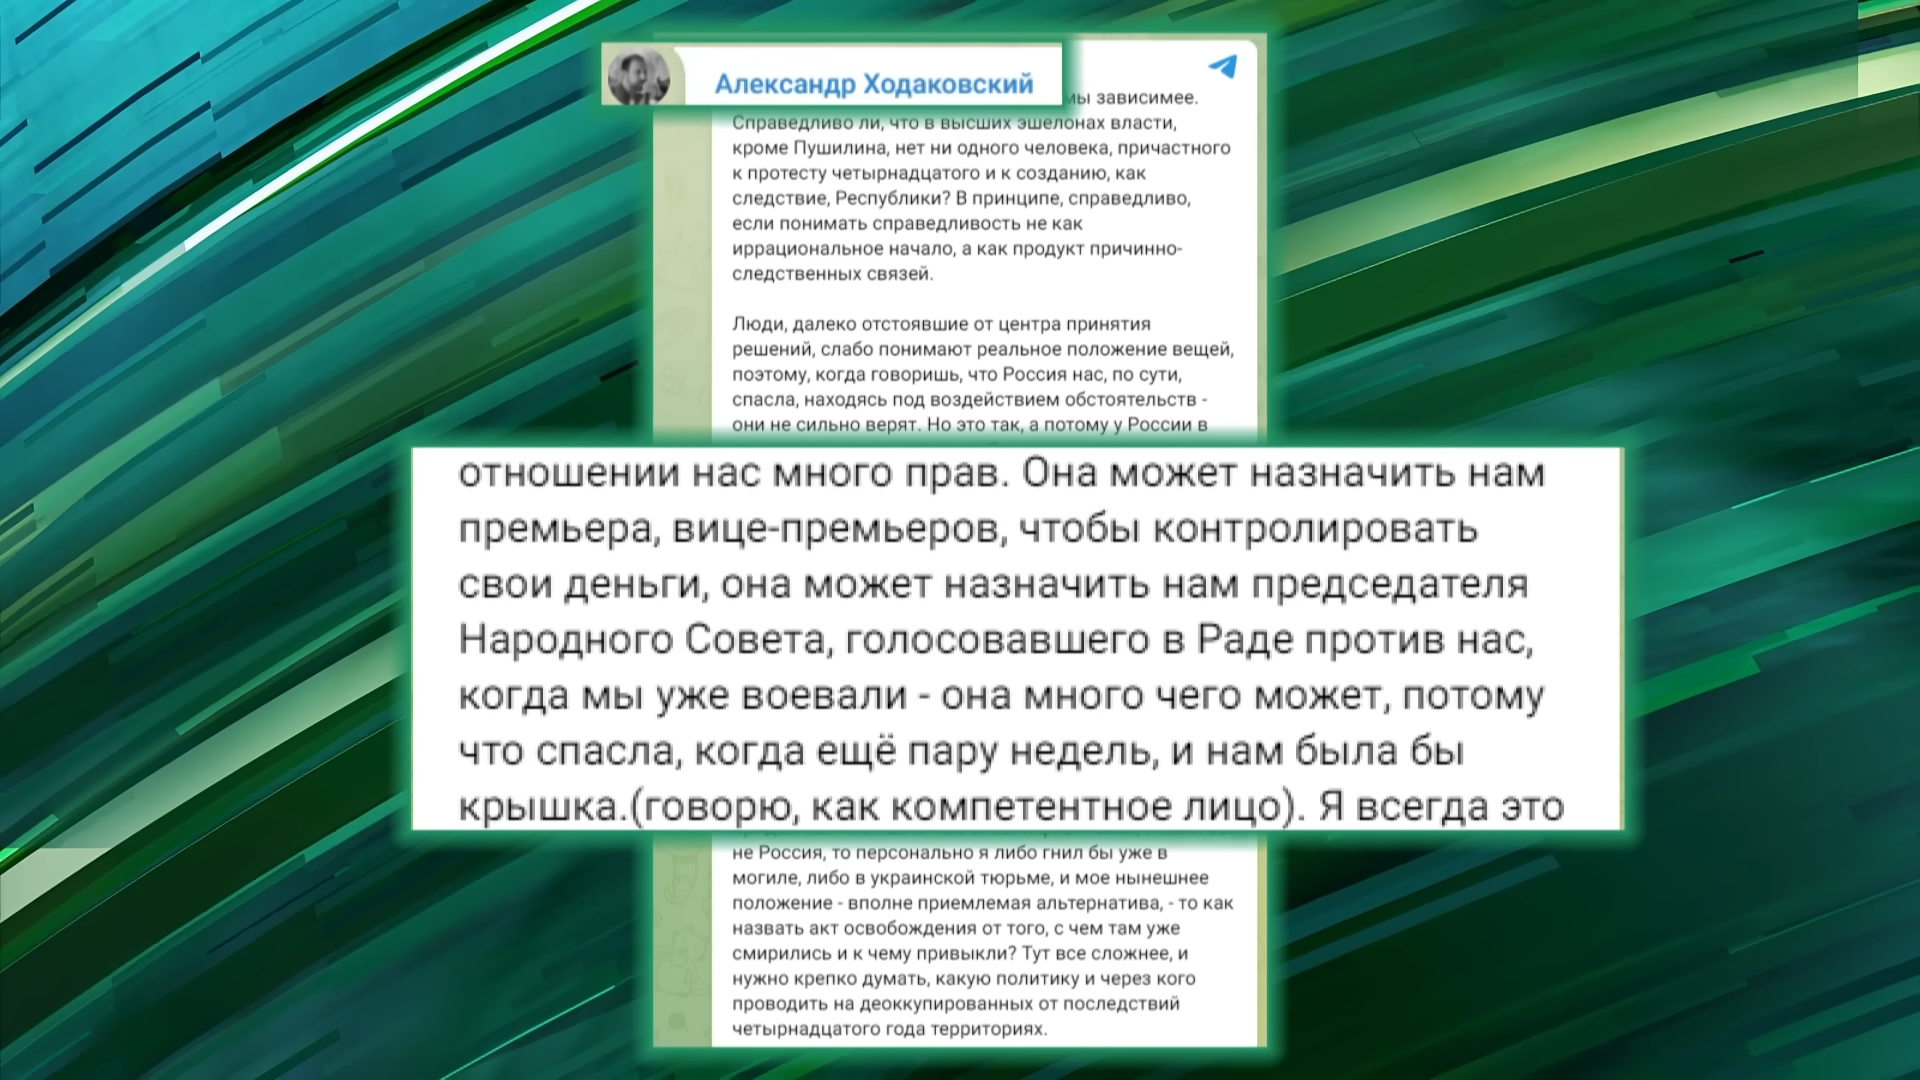 Александр Ходаковский
мы зависимее.
Справедливо ли, что в высших эшелонах власти,
кроме Пушилина, нет ни одного человека, причастного
к протесту четырнадцатого и к созданию, как
следствие, Республики? В принципе, справедливо,
если понимать справедливость не как
иррациональное начало, а как продукт причинно-
следственных связей.
Люди, далеко отстоявшие от центра принятия
решений, слабо понимают реальное положение вещей,
поэтому, когда говоришь, что Россия нас, по сути,
спасла, находясь под воздействием обстоятельств -
они не сильно верят. Но это так, а потому у России в
отношении нас много прав. Она может назначить нам
премьера, вице-премьеров, чтобы контролировать
свои деньги, она может назначить нам председателя
Народного Совета, голосовавшего в Раде против нас,
когда мы уже воевали - она много чего может, потому
что спасла, когда ещё пару недель, и нам была бы
крышка.(говорю, как компетентное лицо). Я всегда это
не Россия, то персонально я либо гнил бы уже в
могиле, либо в украинской тюрьме, и мое нынешнее
положение - вполне приемлемая альтернатива, - то как
назвать акт освобождения от того, с чем там уже
смирились и к чему привыкли? Тут все сложнее, и
нужно крепко думать, какую политику и через кого
проводить на деоккупированных от последствий
четырнадцатого года территориях.